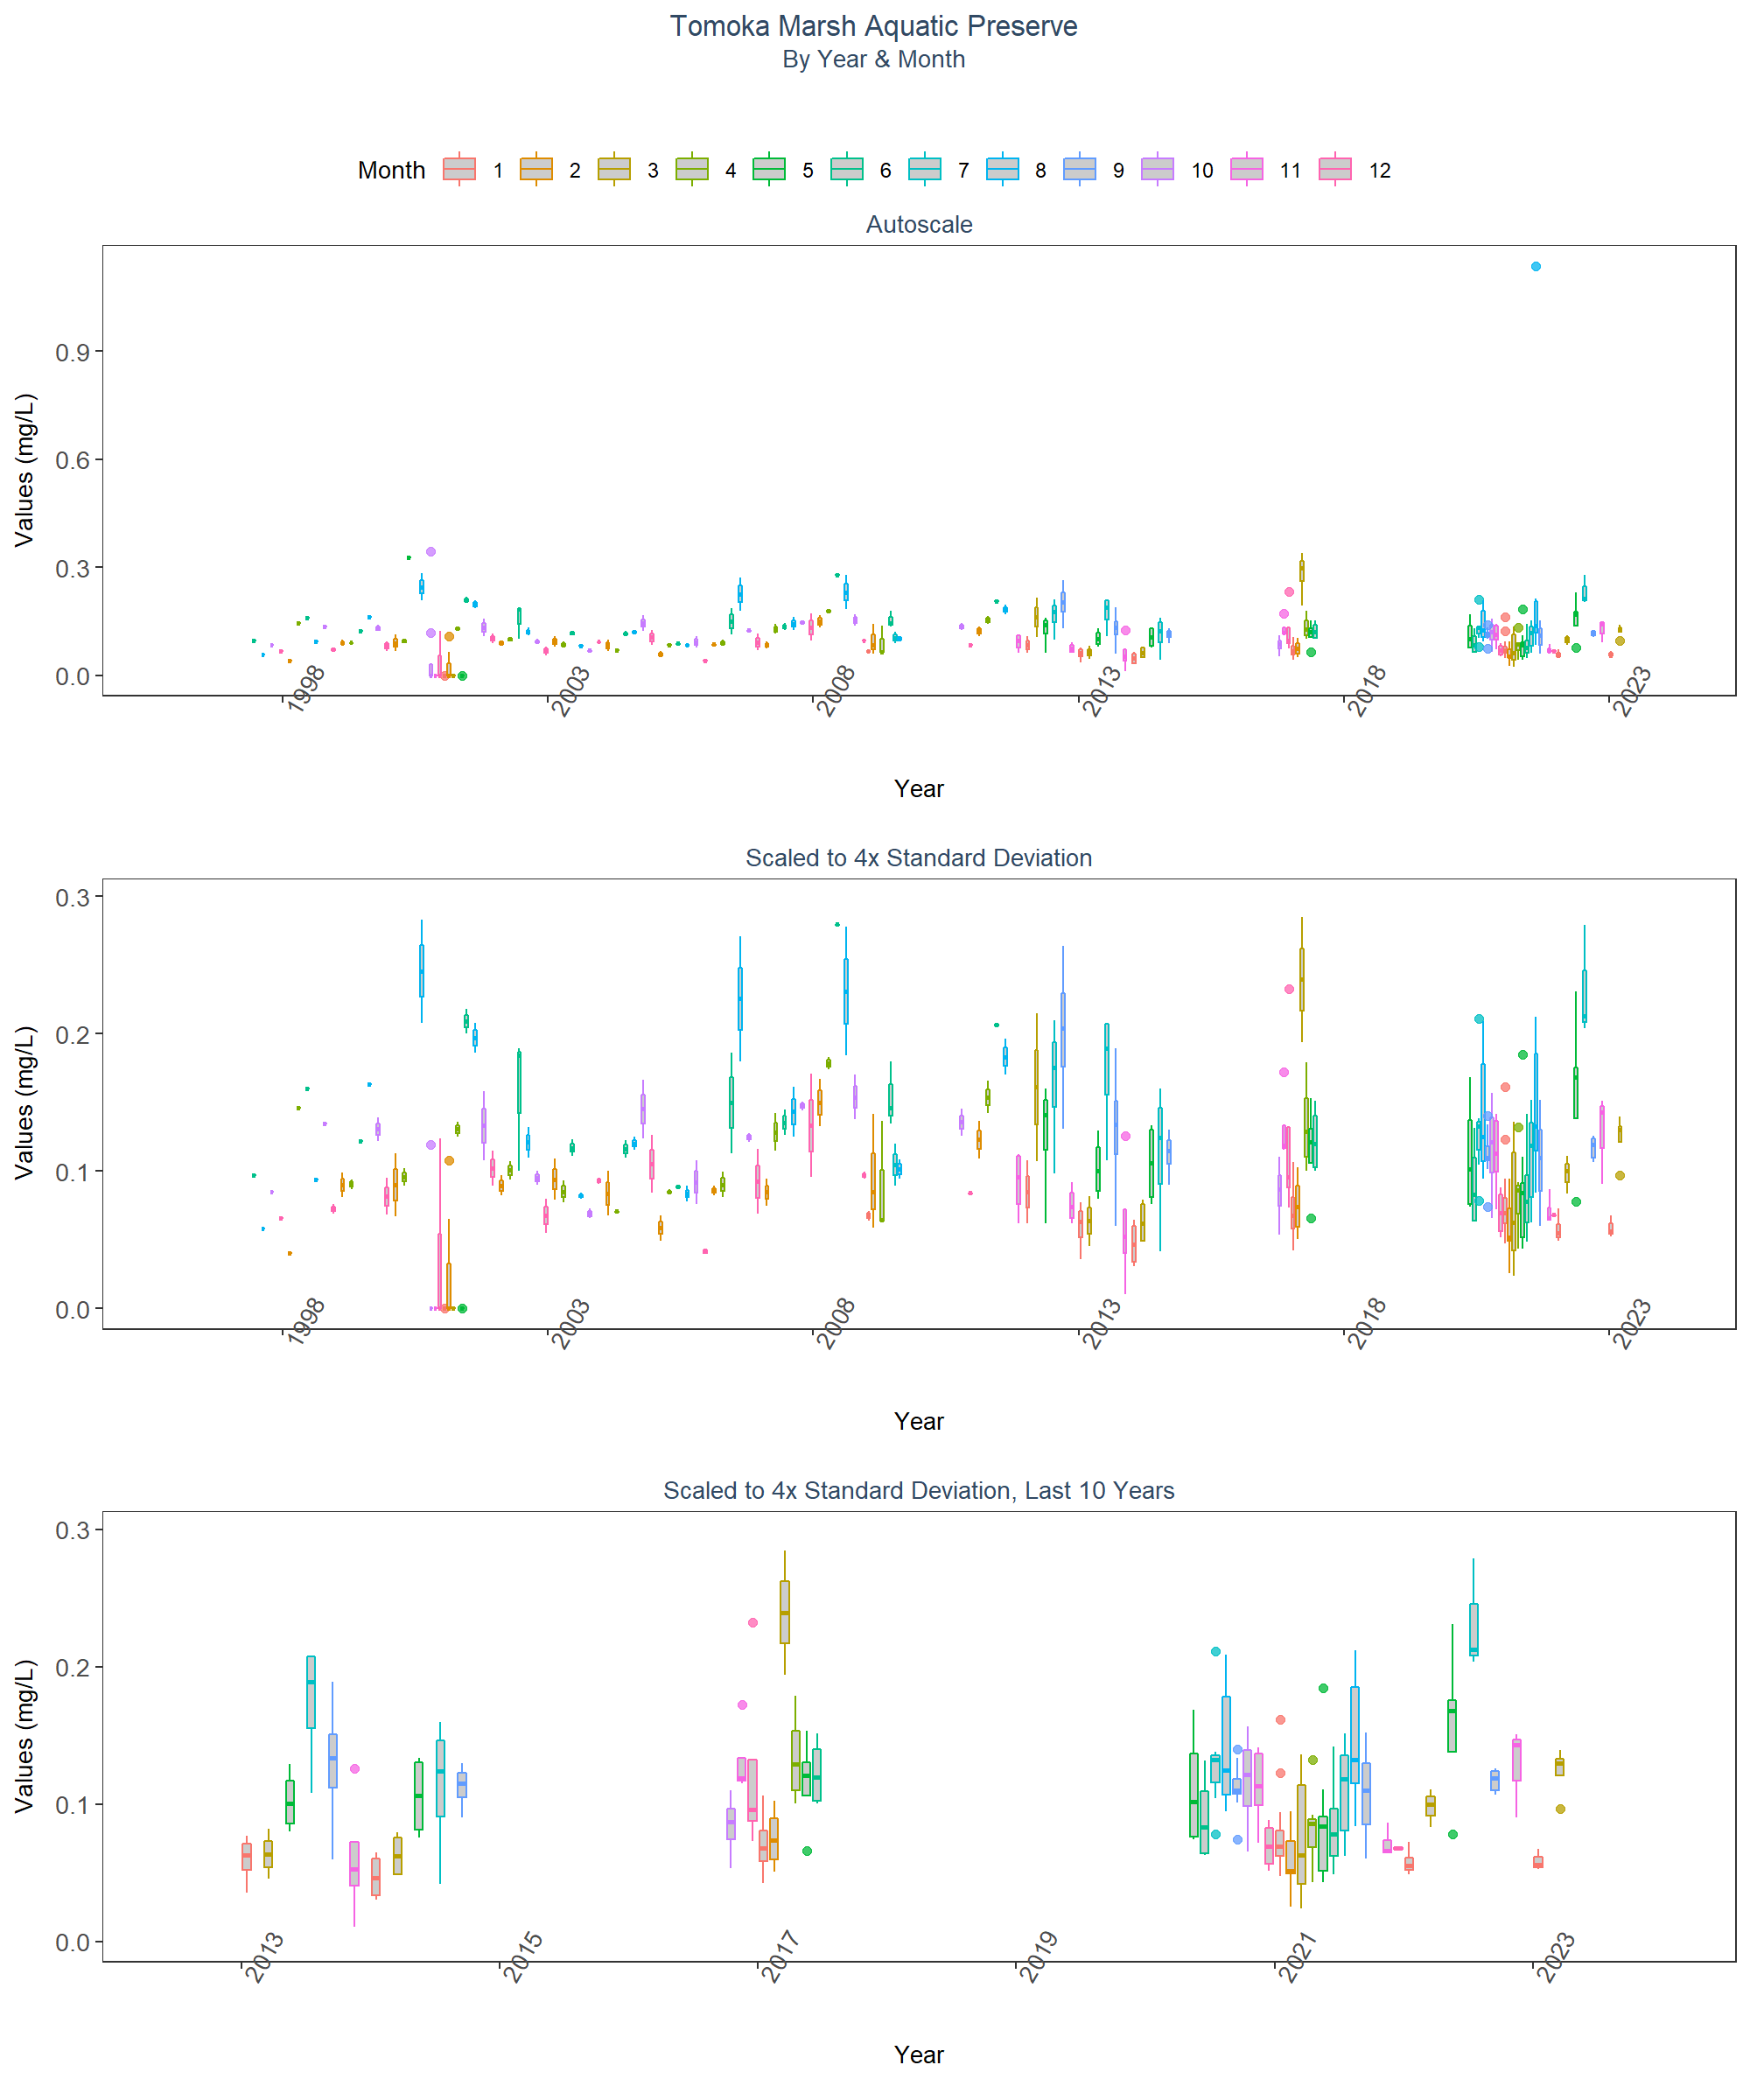 Tomoka Marsh Aquatic Preserve
By Year & Month
Month 1 2 3 4 5 6 7 8 9 10 11 12
Autoscale
Values (mg/L)
0.9
0.6
0.3
0.0
1998 2003 2008 2013 2018 2023
Year
Scaled to 4x Standard Deviation
Values (mg/L)
0.3
0.2
0.1
0.0
1998 2003 2008 2013 2018 2023
Year
Scaled to 4x Standard Deviation, Last 10 Years
Values (mg/L)
0.3
0.2
0.1
0.0
2013 2015 2017 2019 2021 2023
Year